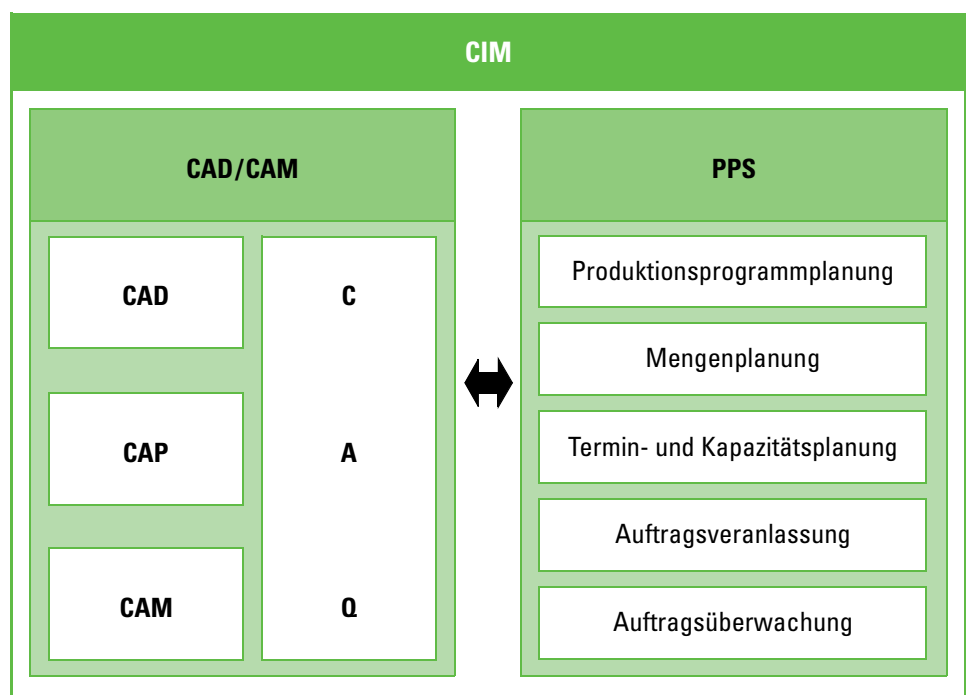 CIM
CAD/CAM
CAD
CAP
CAM
C
A
Q
PPS
Produktionsprogrammplanung
Mengenplanung
Termin- und Kapazitätsplanung
Auftragsveranlassung
Auftragsüberwachung